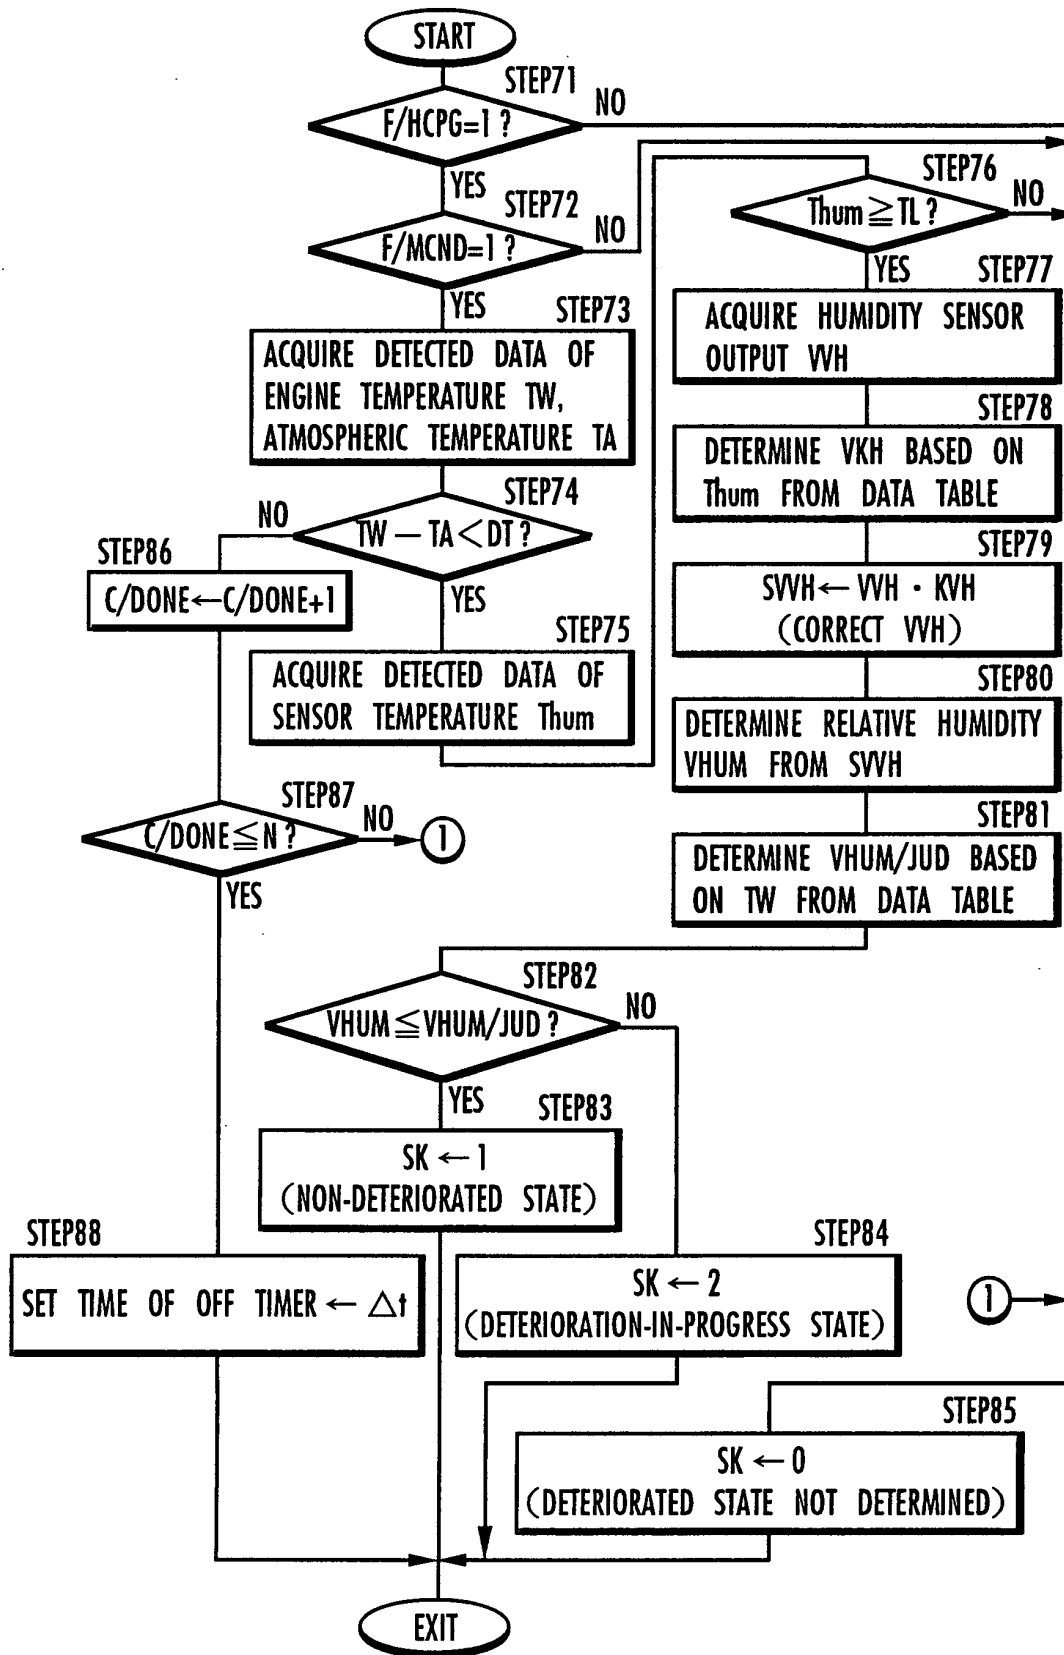 START
STEP71
F/HCPG=1 ?
NO
YES
STEP72
F/MCND=1 ?
NO
YES
STEP73
ACQUIRE DETECTED DATA OF
ENGINE TEMPERATURE TW,
ATMOSPHERIC TEMPERATURE TA
STEP74
TW — TA < DT ?
NO
YES
STEP75
ACQUIRE DETECTED DATA OF
SENSOR TEMPERATURE Thum
STEP76
Thum ≧ TL ?
NO
YES
STEP77
ACQUIRE HUMIDITY SENSOR
OUTPUT VVH
STEP78
DETERMINE VKH BASED ON
Thum FROM DATA TABLE
STEP79
SVVH ← VVH · KVH
(CORRECT VVH)
STEP80
DETERMINE RELATIVE HUMIDITY
VHUM FROM SVVH
STEP81
DETERMINE VHUM/JUD BASED
ON TW FROM DATA TABLE
STEP82
VHUM ≦ VHUM/JUD ?
NO
YES
STEP83
SK ← 1
(NON-DETERIORATED STATE)
STEP84
SK ← 2
(DETERIORATION-IN-PROGRESS STATE)
1
STEP85
SK ← 0
(DETERIORATED STATE NOT DETERMINED)
STEP86
C/DONE←C/DONE+1
STEP87
C/DONE ≦ N ?
NO
1
YES
STEP88
SET TIME OF OFF TIMER ← △t
EXIT